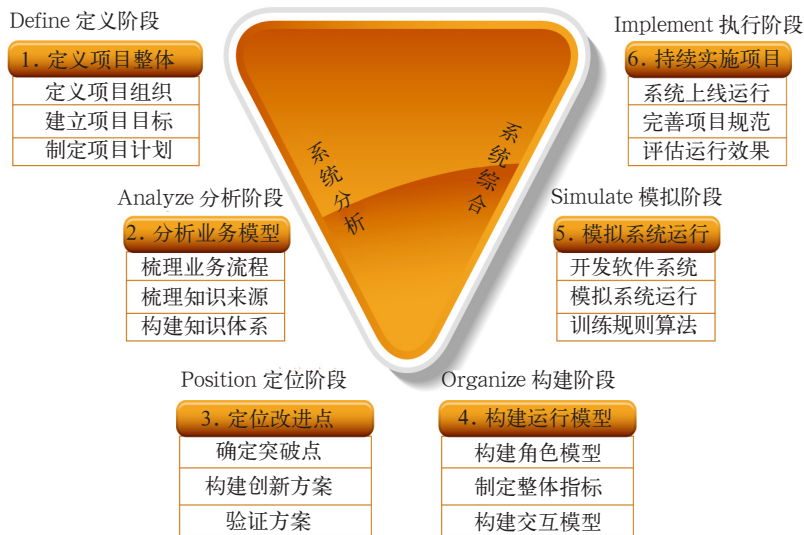 Define 定义阶段
1. 定义项目整体
定义项目组织
建立项目目标
制定项目计划
Analyze 分析阶段
2. 分析业务模型
梳理业务流程
梳理知识来源
构建知识体系
Position 定位阶段
3. 定位改进点
确定突破点
构建创新方案
验证方案
系统分析
系统综合
Organize 构建阶段
4. 构建运行模型
构建角色模型
制定整体指标
构建交互模型
Simulate 模拟阶段
5. 模拟系统运行
开发软件系统
模拟系统运行
训练规则算法
Implement 执行阶段
6. 持续实施项目
系统上线运行
完善项目规范
评估运行效果